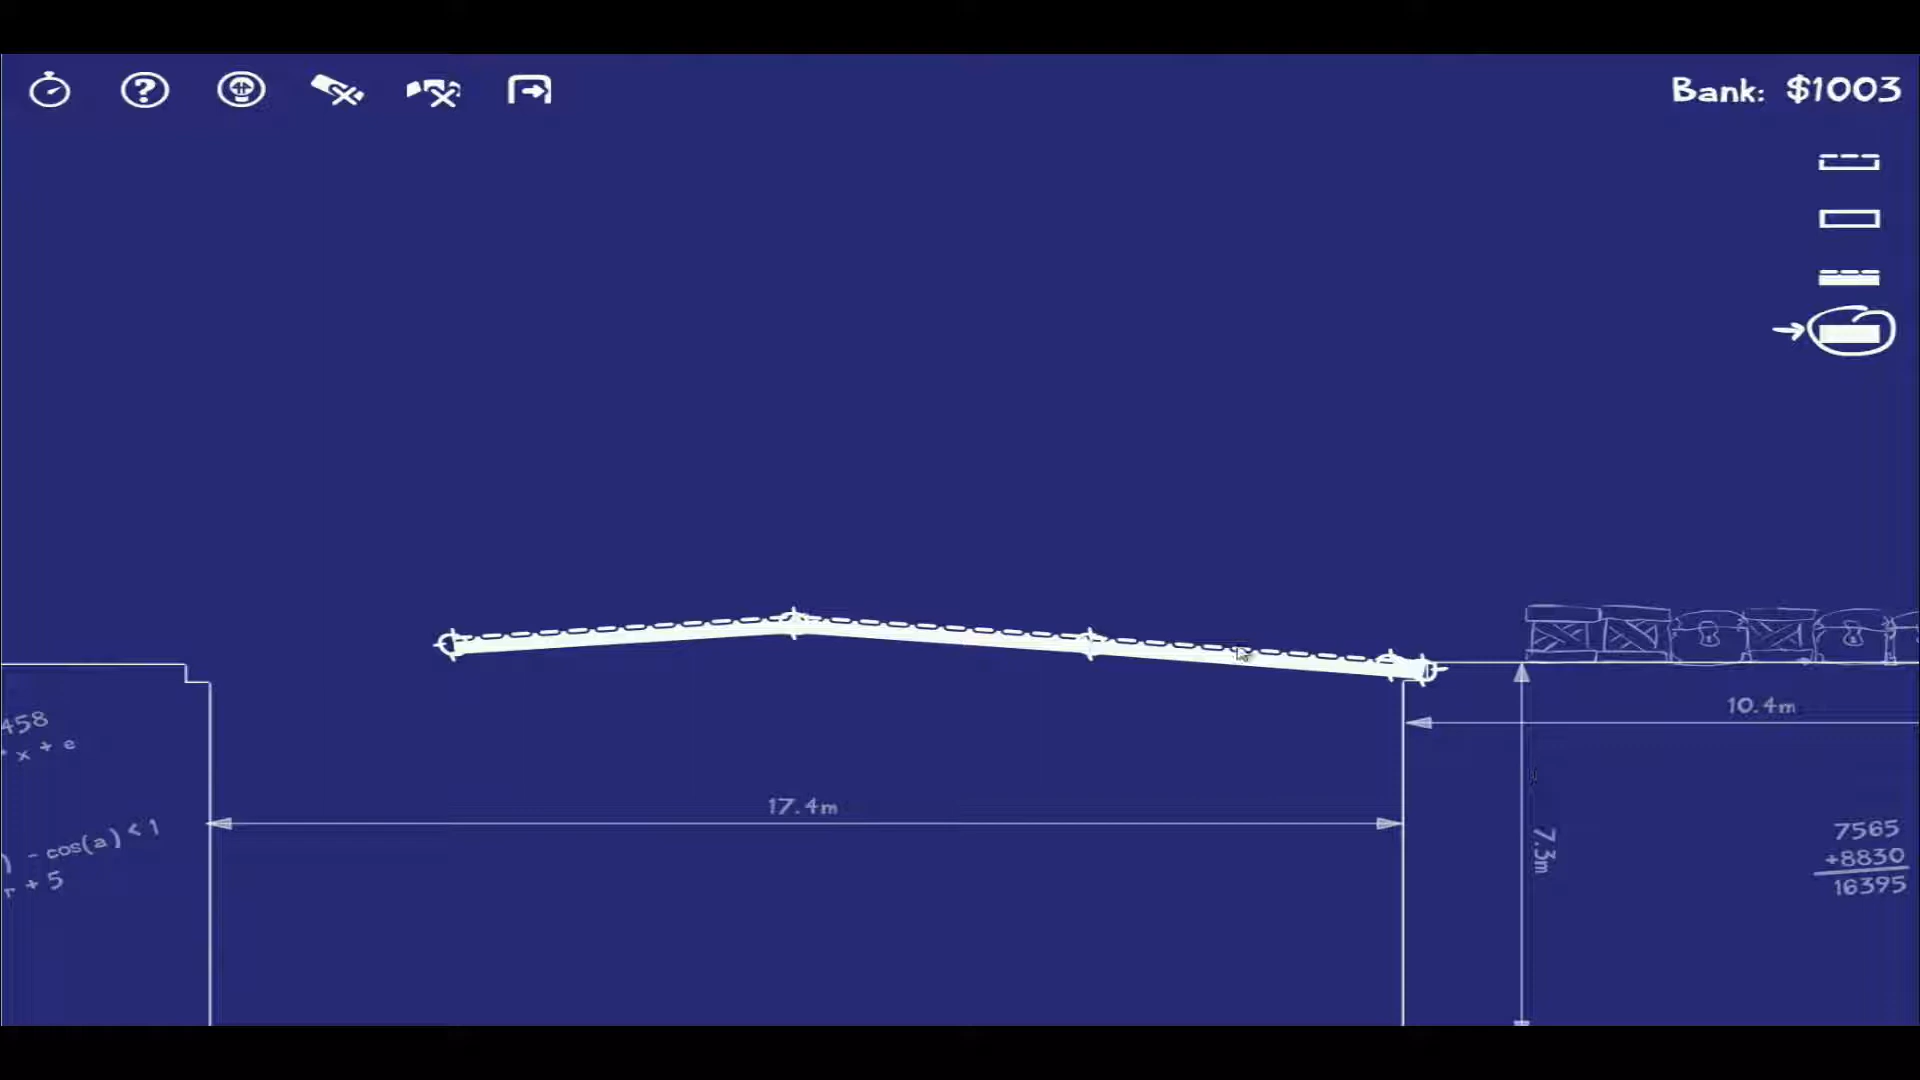 ?
Bank: $1003
10.4m
458
x + e
17.4m
7.3m
) - cos(a) < 1
r + 5
7565
+8830
16395